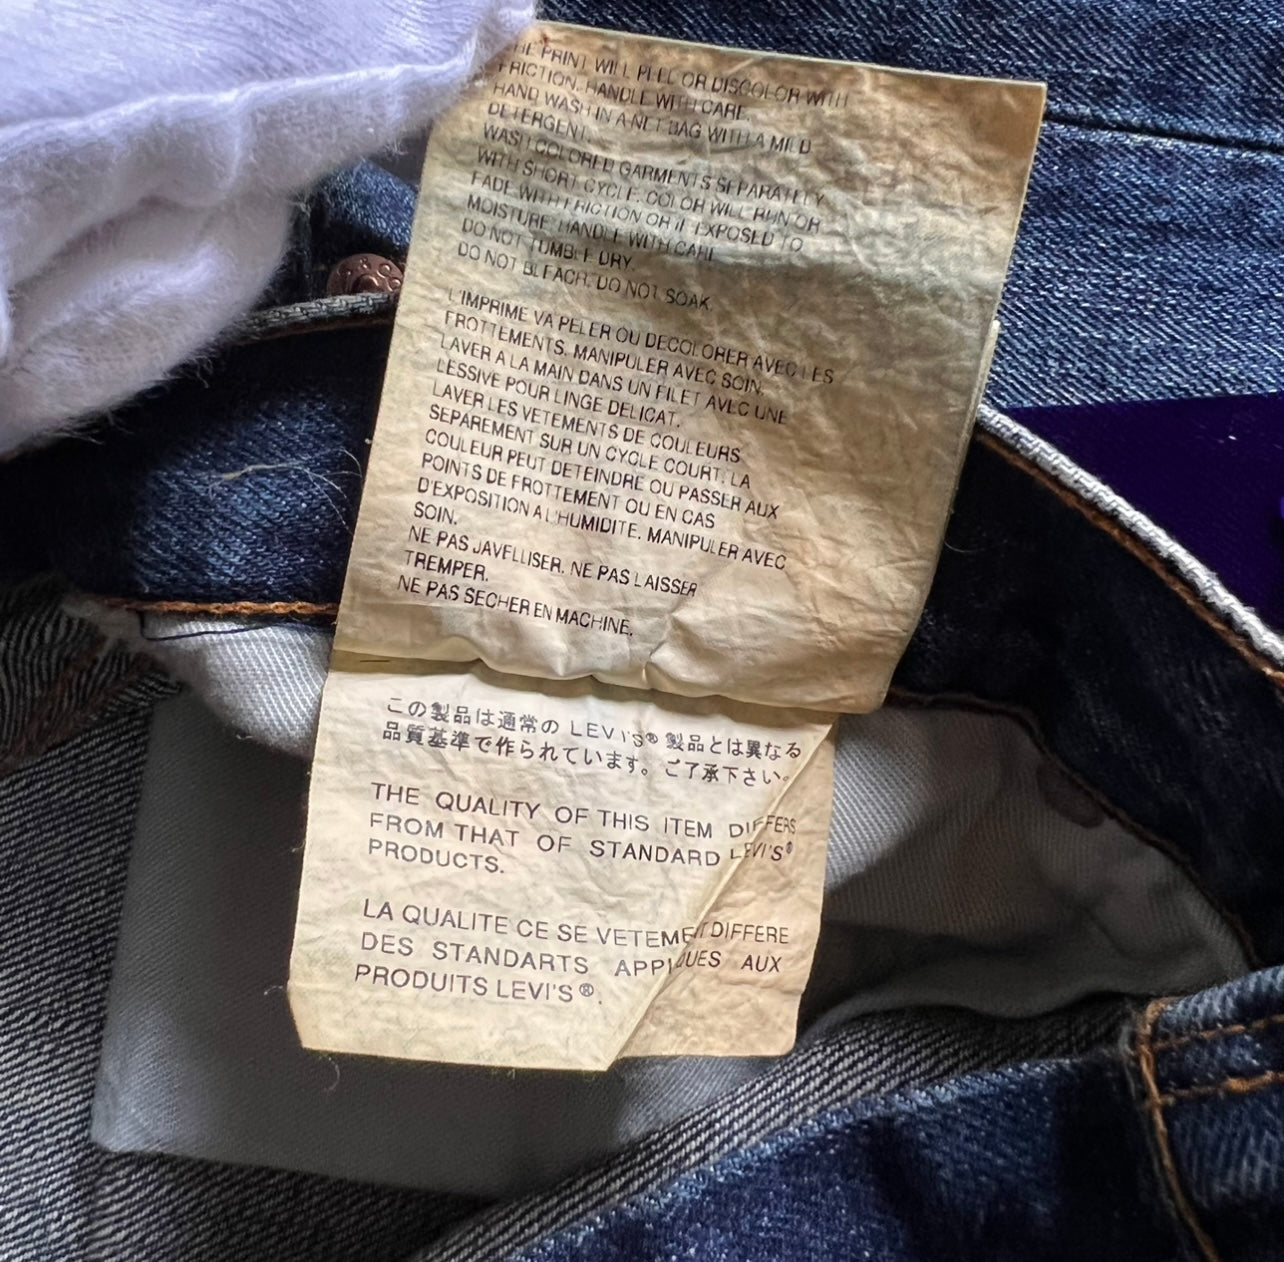 THE PRINT WILL PEEL OR DISCOLOR WITH
FRICTION. HANDLE WITH CARE.
HAND WASH IN A NET BAG WITH A MILD
DETERGENT.
WASH COLORED GARMENTS SEPARATELY
WITH SHORT CYCLE. COLOR WILL RUN OR
FADE WITH FRICTION OR IF EXPOSED TO
MOISTURE. HANDLE WITH CARE
DO NOT TUMBLE DRY.
DO NOT BLEACH. DO NOT SOAK.
L'IMPRIME VA PELER OU DECOLORER AVEC LES
FROTTEMENTS. MANIPULER AVEC SOIN.
LAVER A LA MAIN DANS UN FILET AVEC UNE
LESSIVE POUR LINGE DELICAT.
LAVER LES VETEMENTS DE COULEURS
SEPAREMENT SUR UN CYCLE COURT. LA
COULEUR PEUT DETEINDRE OU PASSER AUX
POINTS DE FROTTEMENT OU EN CAS
D'EXPOSITION A L'HUMIDITE. MANIPULER AVEC
SOIN.
NE PAS JAVELLISER. NE PAS LAISSER
TREMPER.
NE PAS SECHER EN MACHINE.
この製品は通常の LEVI'S® 製品とは異なる
品質基準で作られています。ご了承下さい。
THE QUALITY OF THIS ITEM DIFFERS
FROM THAT OF STANDARD LEVI'S®
PRODUCTS.
LA QUALITE CE SE VETEMENT DIFFERE
DES STANDARTS APPLIQUES AUX
PRODUITS LEVI'S®.